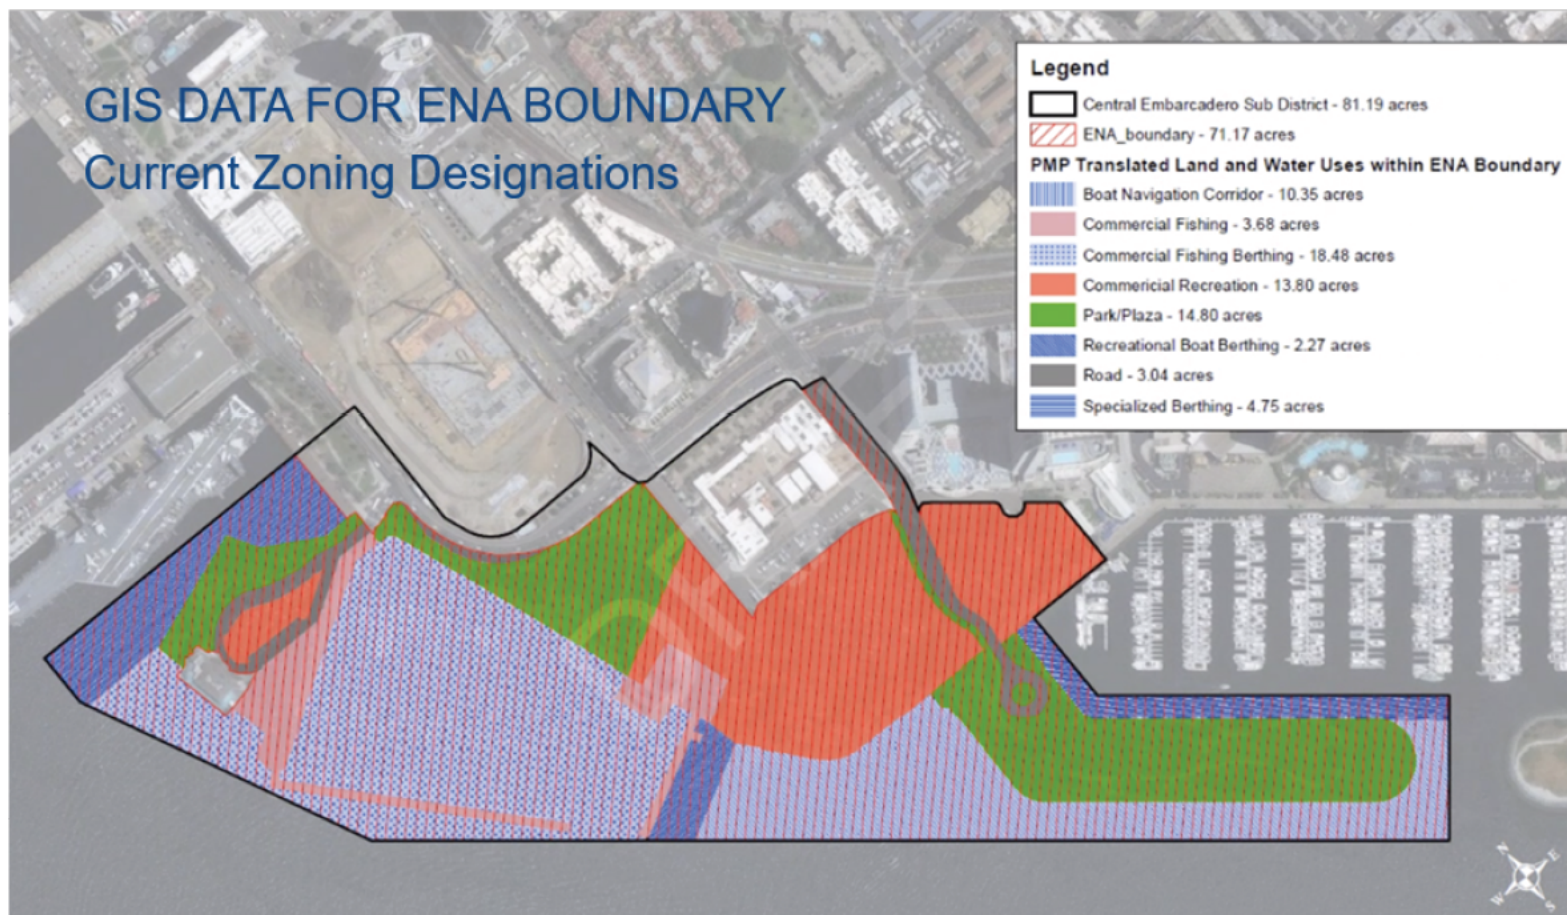 GIS DATA FOR ENA BOUNDARY
Current Zoning Designations
Legend
Central Embarcadero Sub District - 81.19 acres
ENA_boundary - 71.17 acres
PMP Translated Land and Water Uses within ENA Boundary
Boat Navigation Corridor - 10.35 acres
Commercial Fishing - 3.68 acres
Commercial Fishing Berthing - 18.48 acres
Commericial Recreation - 13.80 acres
Park/Plaza - 14.80 acres
Recreational Boat Berthing - 2.27 acres
Road - 3.04 acres
Specialized Berthing - 4.75 acres
N
E
W
S